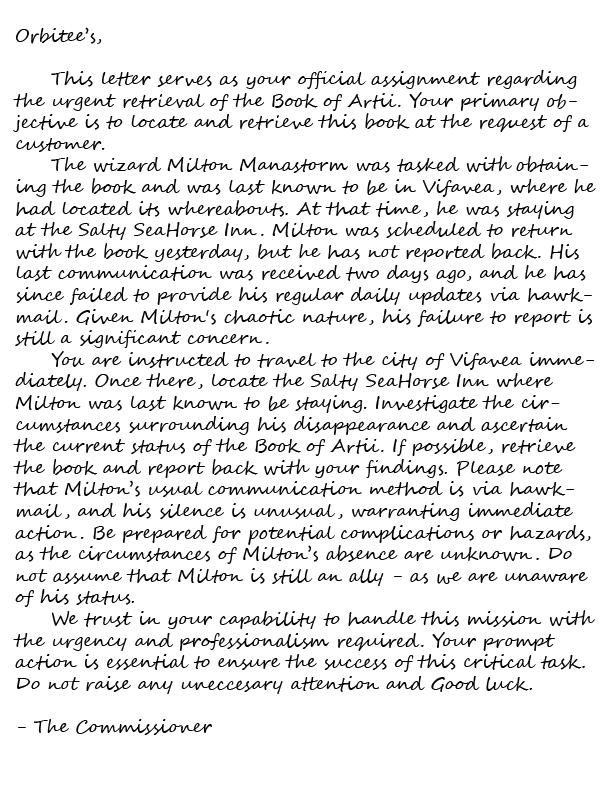 Orbitee's,
This letter serves as your official assignment regarding
the urgent retrieval of the Book of Artii. Your primary ob-
jective is to locate and retrieve this book at the request of a
customer.
The wizard Milton Manastorm was tasked with obtain-
ing the book and was last known to be in Vifavea, where he
had located its whereabouts. At that time, he was staying
at the Salty SeaHorse Inn. Milton was scheduled to return
with the book yesterday, but he has not reported back. His
last communication was received two days ago, and he has
since failed to provide his regular daily updates via hawk-
mail. Given Milton's chaotic nature, his failure to report is
still a significant concern.
You are instructed to travel to the city of Vifavea imme-
diately. Once there, locate the Salty SeaHorse Inn where
Milton was last known to be staying. Investigate the cir-
cumstances surrounding his disappearance and ascertain
the current status of the Book of Artii. If possible, retrieve
the book and report back with your findings. Please note
that Milton's usual communication method is via hawk-
mail, and his silence is unusual, warranting immediate
action. Be prepared for potential complications or hazards,
as the circumstances of Milton's absence are unknown. Do
not assume that Milton is still an ally - as we are unaware
of his status.
We trust in your capability to handle this mission with
the urgency and professionalism required. Your prompt
action is essential to ensure the success of this critical task.
Do not raise any uneccesary attention and Good luck.
- The Commissioner